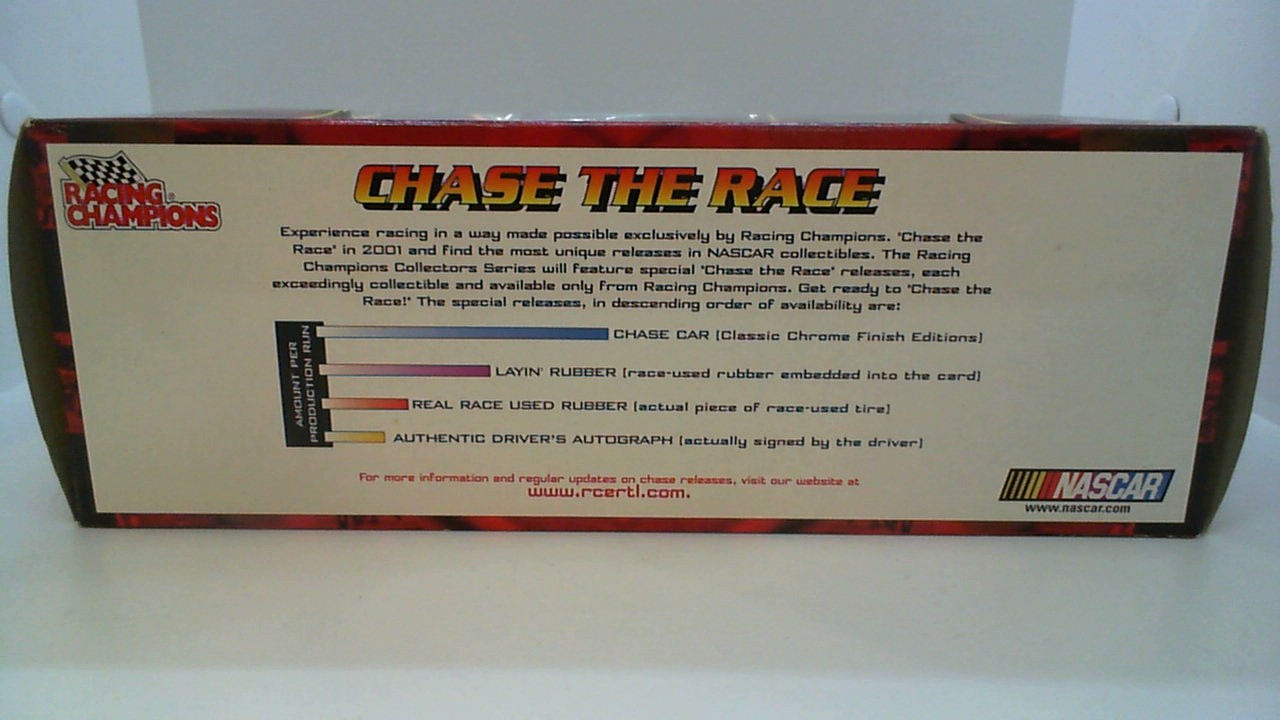 RACING
CHAMPIONS®
CHASE THE RACE
Experience racing in a way made possible exclusively by Racing Champions. "Chase the
Race" in 2001 and find the most unique releases in NASCAR collectibles. The Racing
Champions Collectors Series will feature special "Chase the Race" releases, each
exceedingly collectible and available only from Racing Champions. Get ready to "Chase the
Race!" The special releases, in descending order of availability are:
AMOUNT PER
PRODUCTION RUN
CHASE CAR (Classic Chrome Finish Editions)
LAYIN' RUBBER (race-used rubber embedded into the card)
REAL RACE USED RUBBER (actual piece of race-used tire)
AUTHENTIC DRIVER'S AUTOGRAPH (actually signed by the driver)
For more information and regular updates on chase releases, visit our website at
www.rcertl.com.
NASCAR
www.nascar.com